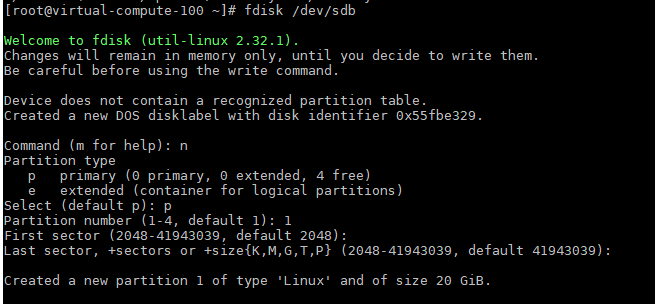 [root@virtual-compute-100 ~]# fdisk /dev/sdb
Welcome to fdisk (util-linux 2.32.1).
Changes will remain in memory only, until you decide to write them.
Be careful before using the write command.
Device does not contain a recognized partition table.
Created a new DOS disklabel with disk identifier 0x55fbe329.
Command (m for help): n
Partition type
   p   primary (0 primary, 0 extended, 4 free)
   e   extended (container for logical partitions)
Select (default p): p
Partition number (1-4, default 1): 1
First sector (2048-41943039, default 2048):
Last sector, +sectors or +size{K,M,G,T,P} (2048-41943039, default 41943039):
Created a new partition 1 of type 'Linux' and of size 20 GiB.